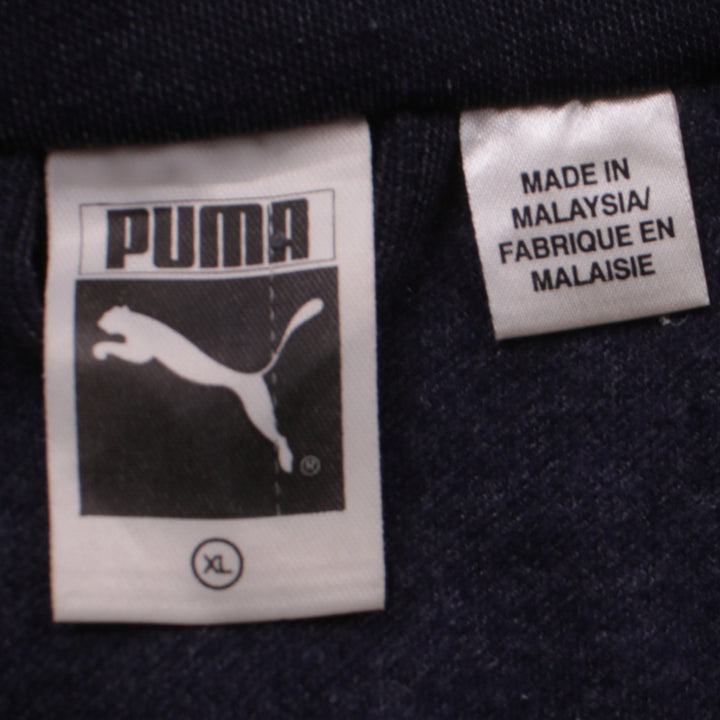 PUMA
®
XL
MADE IN
MALAYSIA/
FABRIQUE EN
MALAISIE